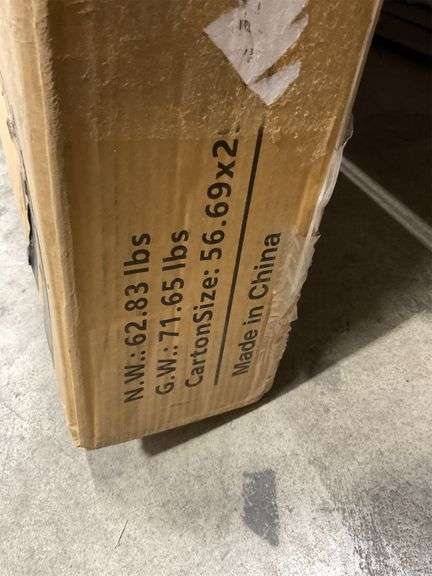 N.W.: 62.83 lbs
G.W.: 71.65 lbs
CartonSize: 56.69x2
Made in China